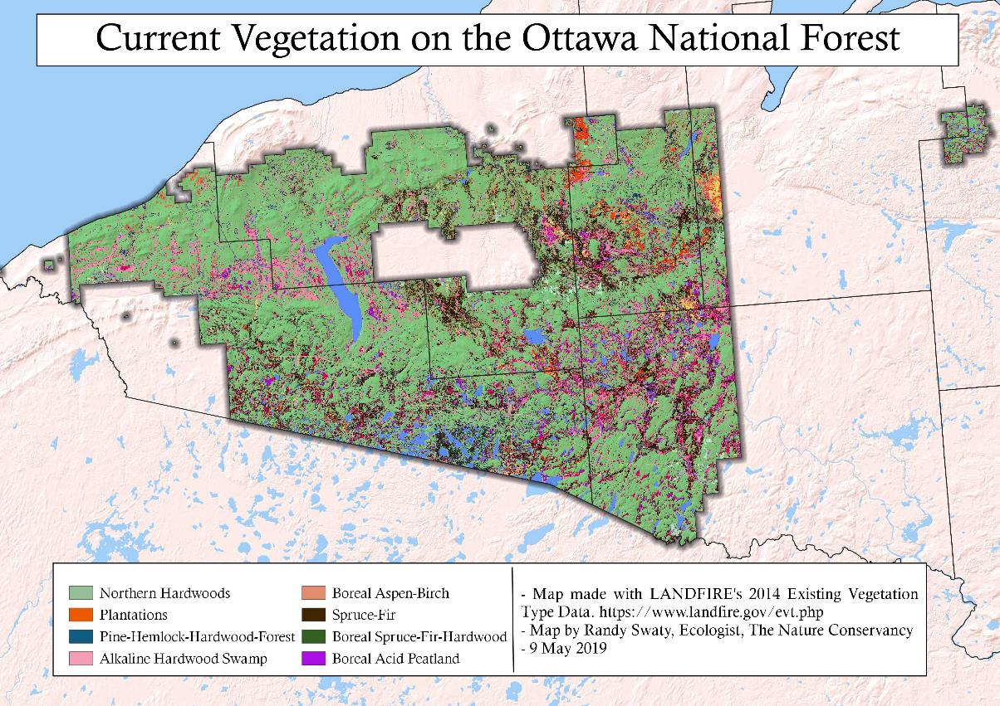 Current Vegetation on the Ottawa National Forest
Northern Hardwoods
Plantations
Pine-Hemlock-Hardwood-Forest
Alkaline Hardwood Swamp
Boreal Aspen-Birch
Spruce-Fir
Boreal Spruce-Fir-Hardwood
Boreal Acid Peatland
- Map made with LANDFIRE's 2014 Existing Vegetation
Type Data. https://www.landfire.gov/evt.php
- Map by Randy Swaty, Ecologist, The Nature Conservancy
- 9 May 2019